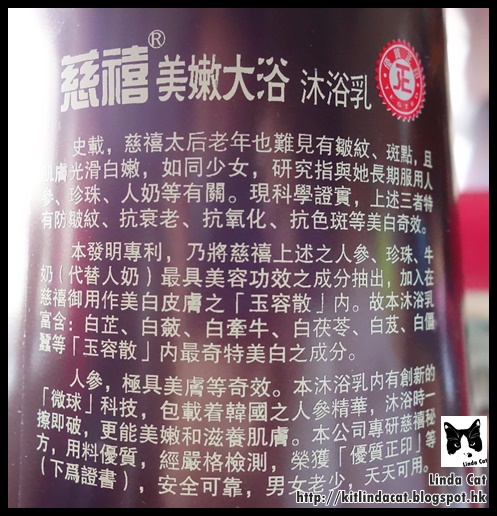 慈禧® 美嫩大浴 沐浴乳
正
史載，慈禧太后老年也難見有皺紋、斑點，且
肌膚光滑白嫩，如同少女，研究指與她長期服用人
參、珍珠、人奶等有關。現科學證實，上述三者特
有防皺紋、抗衰老、抗氧化、抗色斑等美白奇效。
本發明專利，乃將慈禧上述之人參、珍珠、牛
奶（代替人奶）最具美容功效之成分抽出，加入在
慈禧御用作美白皮膚之「玉容散」内。故本沐浴乳
富含：白芷、白蘞、白牽牛、白茯苓、白芨、白僵
蠶等「玉容散」内最奇特美白之成分。
人參，極具美膚等奇效。本沐浴乳内有創新的
「微球」科技，包載着韓國之人參精華，沐浴時一
擦即破，更能美嫩和滋養肌膚。本公司專研慈禧秘
方，用料優質，經嚴格檢測，榮獲「優質正印」等
（下爲證書），安全可靠，男女老少，天天可用。
Linda Cat
Linda Cat
http://kitlindacat.blogspot.hk